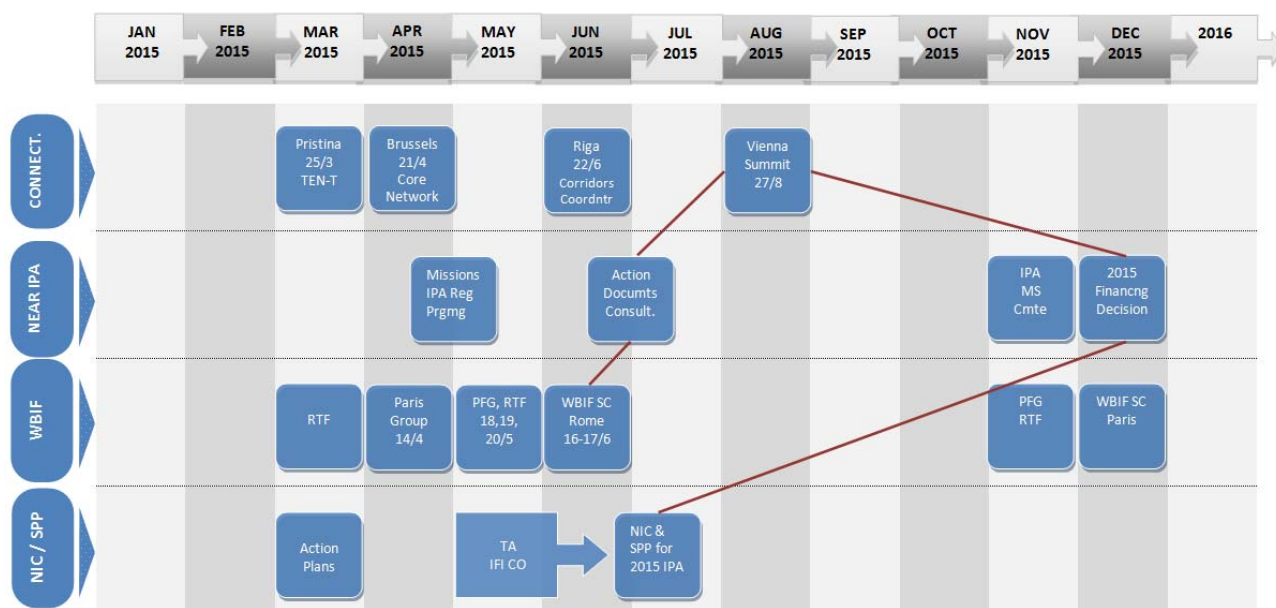 JAN
2015
FEB
2015
MAR
2015
APR
2015
MAY
2015
JUN
2015
JUL
2015
AUG
2015
SEP
2015
OCT
2015
NOV
2015
DEC
2015
2016
CONNECT.
Pristina
25/3
TEN-T
Brussels
21/4
Core
Network
Riga
22/6
Corridors
Coordntr
Vienna
Summit
27/8
NEAR IPA
Missions
IPA Reg
Prgmg
Action
Documts
Consult.
IPA
MS
Cmte
2015
Financng
Decision
WBIF
RTF
Paris
Group
14/4
PFG, RTF
18,19,
20/5
WBIF SC
Rome
16-17/6
PFG
RTF
WBIF SC
Paris
NIC / SPP
Action
Plans
TA
IFI CO
NIC &
SPP for
2015 IPA